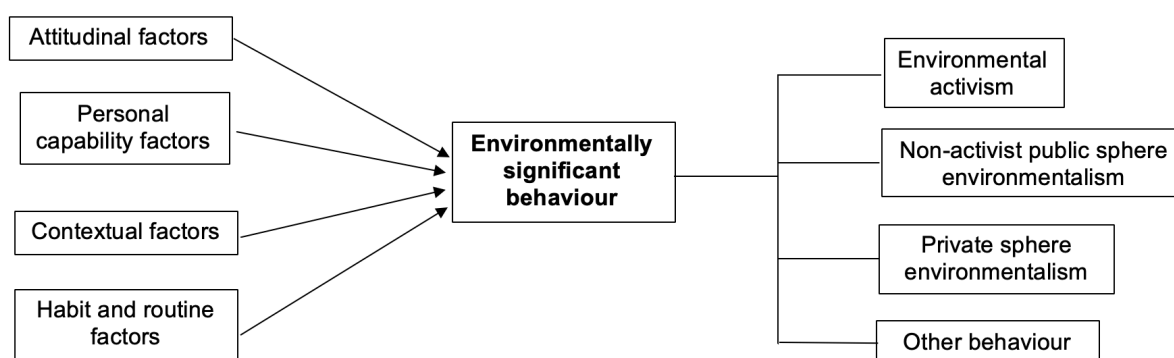 Attitudinal factors
Personal
capability factors
Contextual factors
Habit and routine
factors
Environmentally
significant
behaviour
Environmental
activism
Non-activist public sphere
environmentalism
Private sphere
environmentalism
Other behaviour